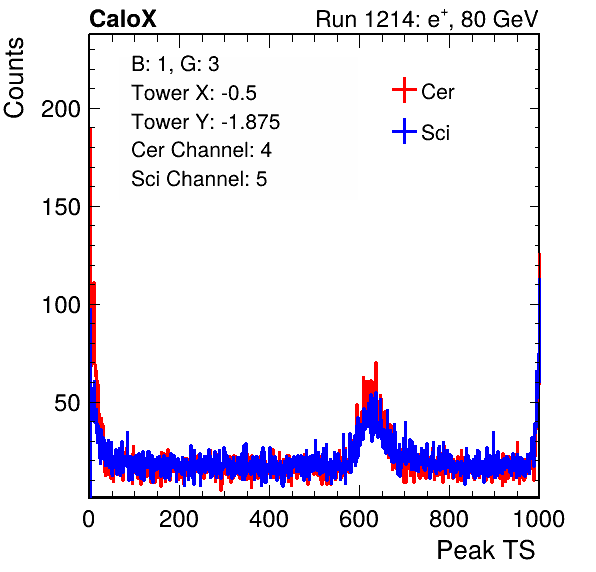 CaloX Run 1214: e+, 80 GeV
Counts
B: 1, G: 3
Tower X: -0.5
Tower Y: -1.875
Cer Channel: 4
Sci Channel: 5
Cer
Sci
200
150
100
50
0 200 400 600 800 1000
Peak TS